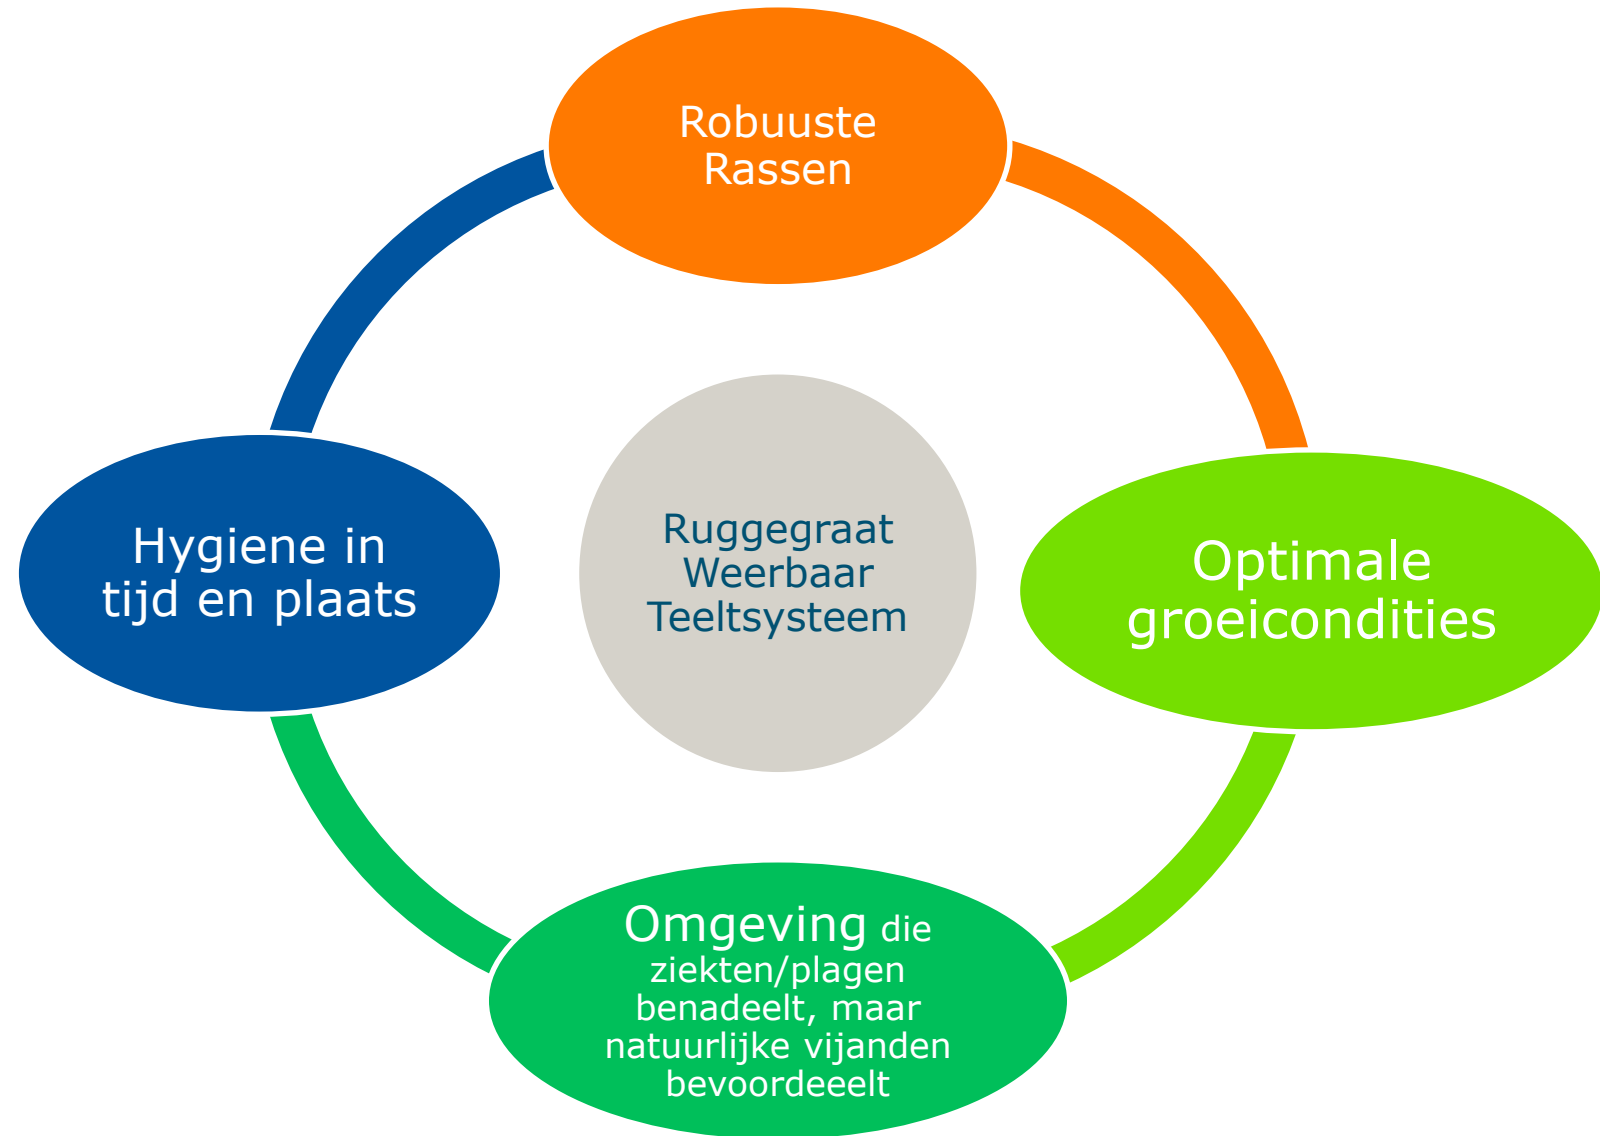 Robuuste
Rassen
Hygiene in
tijd en plaats
Ruggegraat
Weerbaar
Teeltsysteem
Optimale
groeicondities
Omgeving die
ziekten/plagen
benadeelt, maar
natuurlijke vijanden
bevoordeeelt